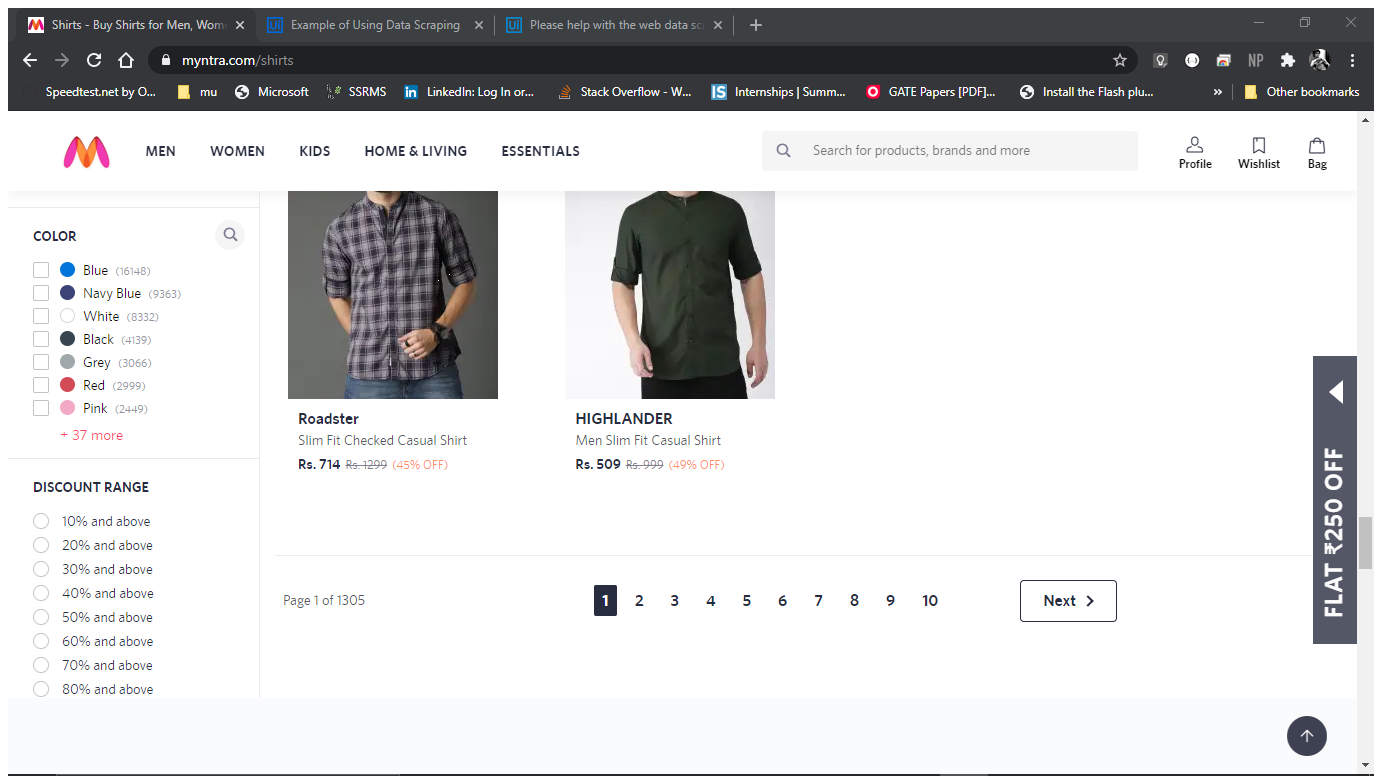 Shirts - Buy Shirts for Men, Wom
Example of Using Data Scraping
Please help with the web data sc
myntra.com/shirts
NP
Speedtest.net by O...
mu
Microsoft
SSRMS
LinkedIn: Log In or...
Stack Overflow - W...
IS Internships | Summ...
GATE Papers [PDF]...
Install the Flash plu...
»
Other bookmarks
MEN
WOMEN
KIDS
HOME & LIVING
ESSENTIALS
Search for products, brands and more
Profile
Wishlist
Bag
COLOR
Blue (16148)
Navy Blue (9363)
White (8332)
Black (4139)
Grey (3066)
Red (2999)
Pink (2449)
+ 37 more
DISCOUNT RANGE
10% and above
20% and above
30% and above
40% and above
50% and above
60% and above
70% and above
80% and above
Roadster
Slim Fit Checked Casual Shirt
Rs. 714 Rs. 1299 (45% OFF)
HIGHLANDER
Men Slim Fit Casual Shirt
Rs. 509 Rs. 999 (49% OFF)
FLAT ₹250 OFF
Page 1 of 1305
1 2 3 4 5 6 7 8 9 10
Next